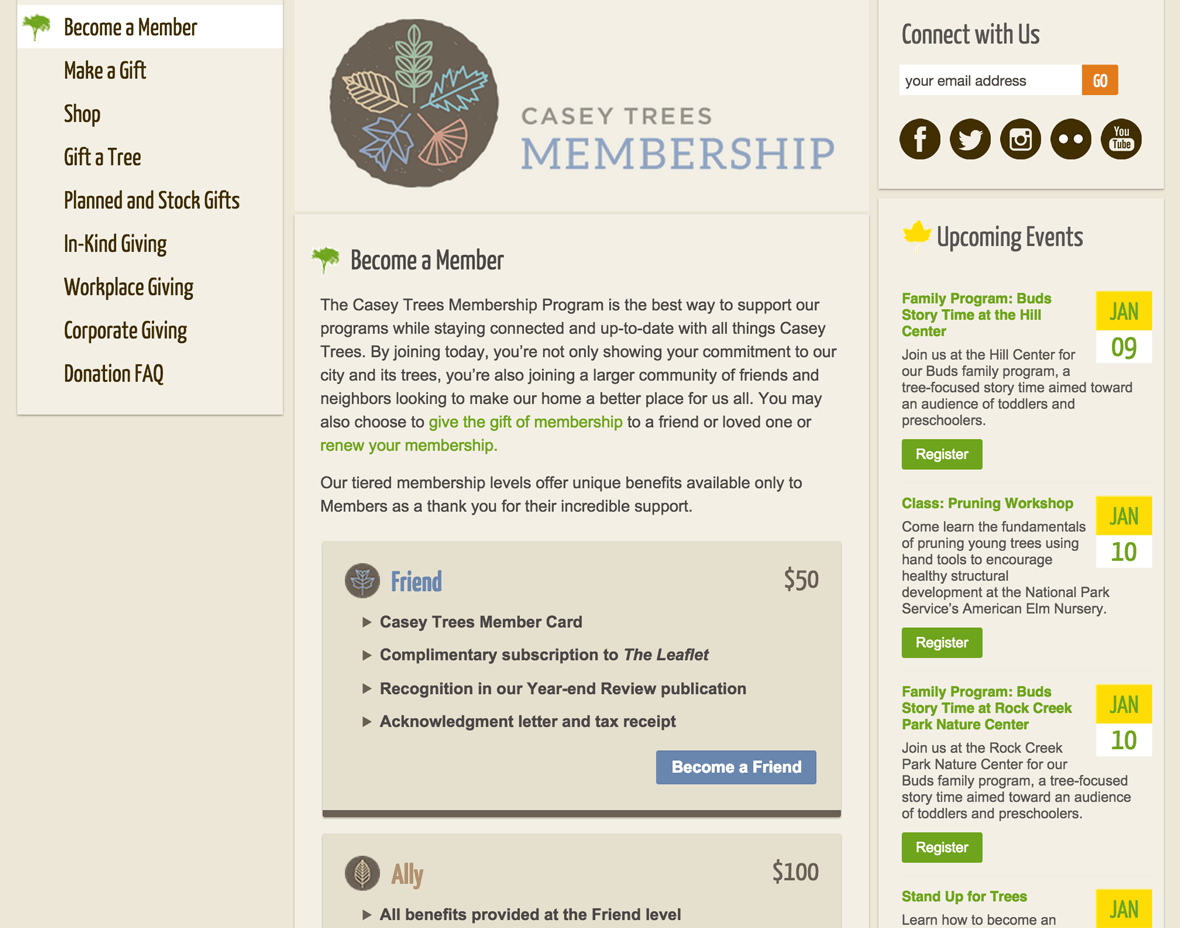 Become a Member
Make a Gift
Shop
Gift a Tree
Planned and Stock Gifts
In-Kind Giving
Workplace Giving
Corporate Giving
Donation FAQ
CASEY TREES
MEMBERSHIP
Become a Member
The Casey Trees Membership Program is the best way to support our
programs while staying connected and up-to-date with all things Casey
Trees. By joining today, you're not only showing your commitment to our
city and its trees, you're also joining a larger community of friends and
neighbors looking to make our home a better place for us all. You may
also choose to give the gift of membership to a friend or loved one or
renew your membership.
Our tiered membership levels offer unique benefits available only to
Members as a thank you for their incredible support.
Friend $50
Casey Trees Member Card
Complimentary subscription to The Leaflet
Recognition in our Year-end Review publication
Acknowledgment letter and tax receipt
Become a Friend
Ally $100
All benefits provided at the Friend level
Connect with Us
your email address GO
You
Tube
Upcoming Events
Family Program: Buds
Story Time at the Hill
Center
JAN
09
Join us at the Hill Center for
our Buds family program, a
tree-focused story time aimed toward
an audience of toddlers and
preschoolers.
Register
Class: Pruning Workshop
JAN
10
Come learn the fundamentals
of pruning young trees using
hand tools to encourage
healthy structural
development at the National Park
Service's American Elm Nursery.
Register
Family Program: Buds
Story Time at Rock Creek
Park Nature Center
JAN
10
Join us at the Rock Creek
Park Nature Center for our
Buds family program, a tree-focused
story time aimed toward an audience
of toddlers and preschoolers.
Register
Stand Up for Trees
JAN
Learn how to become an